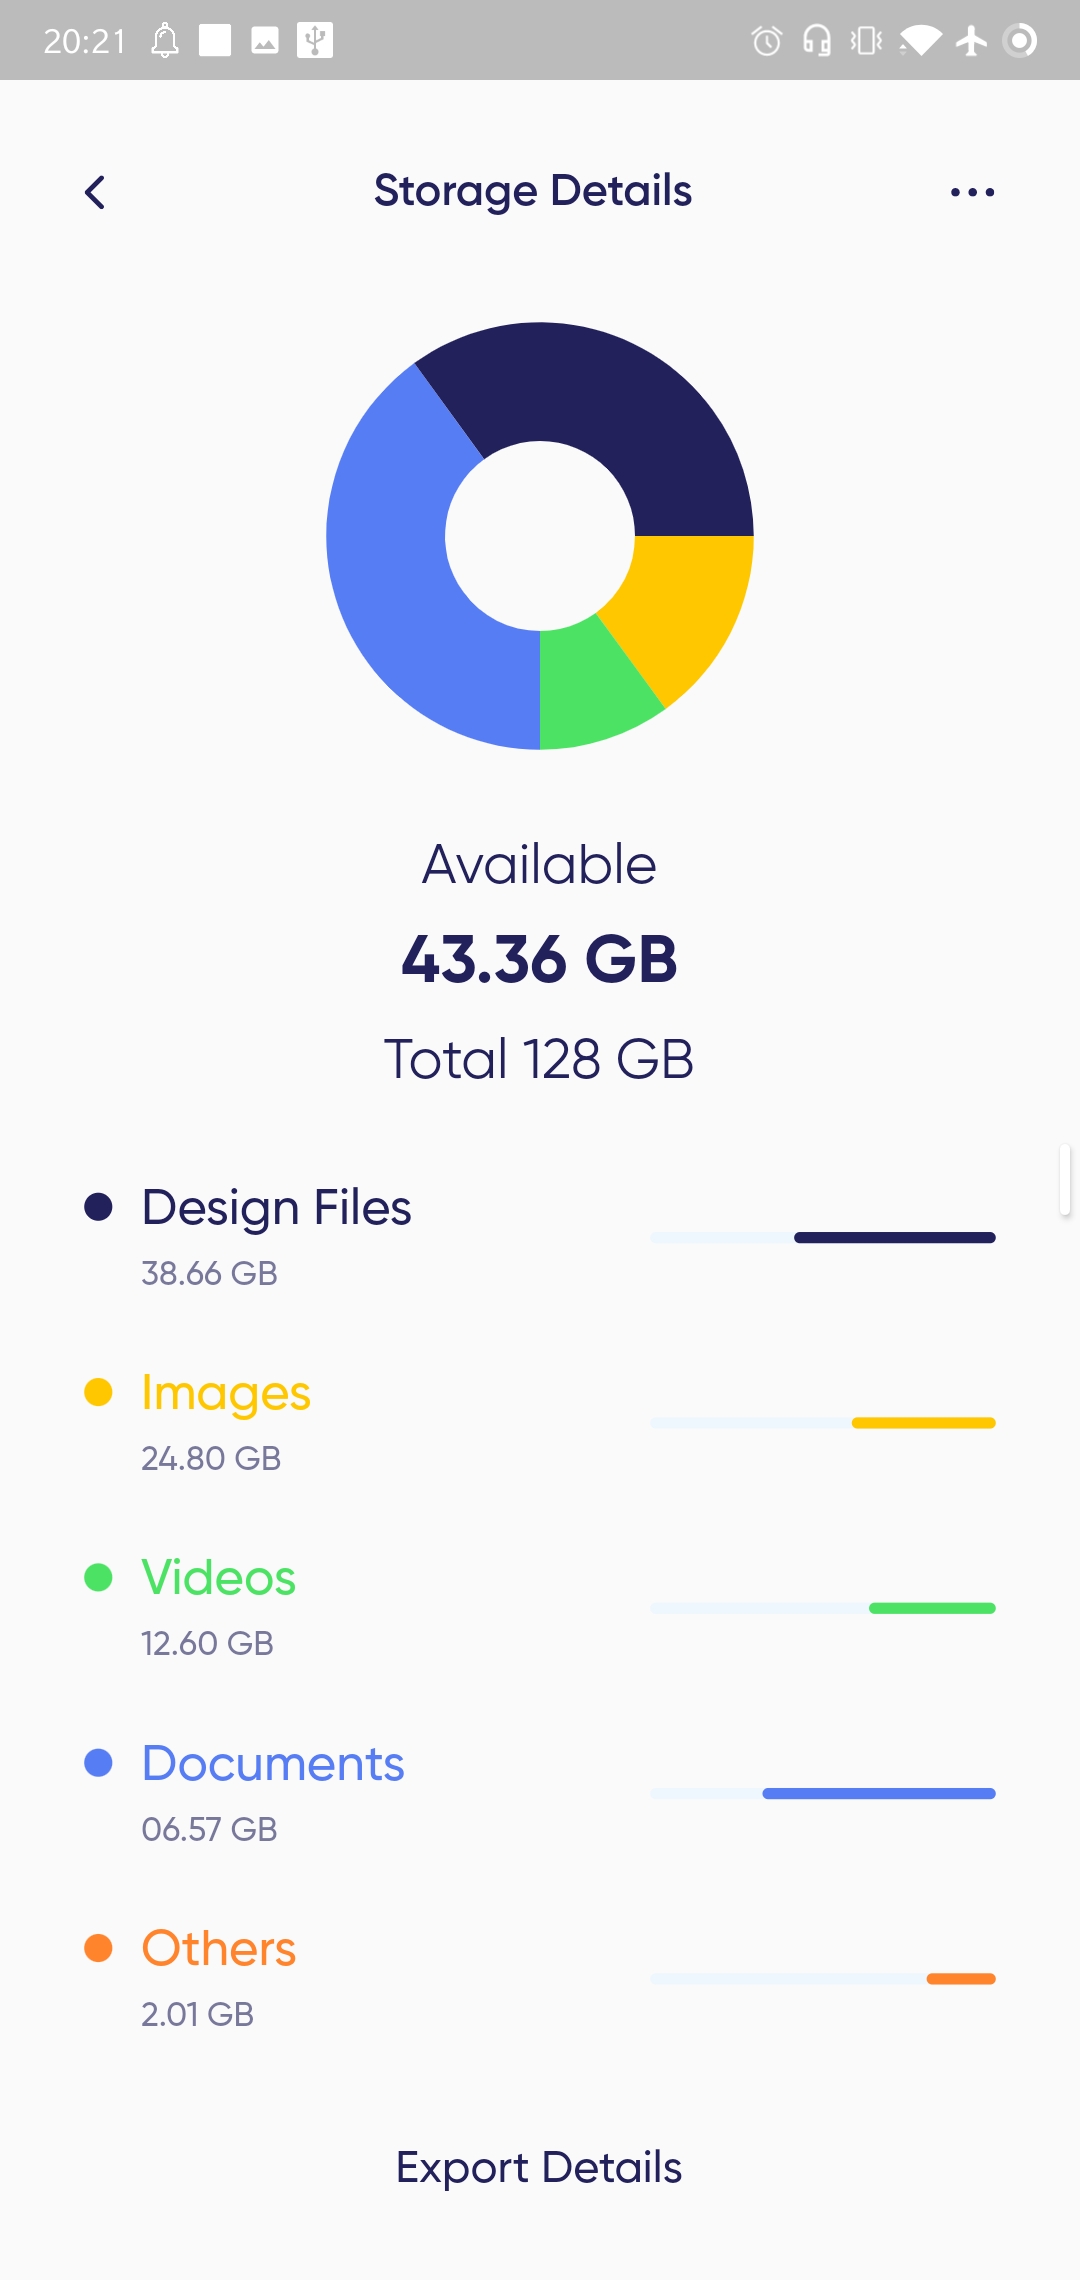 20:21
Storage Details
Available
43.36 GB
Total 128 GB
Design Files
38.66 GB
Images
24.80 GB
Videos
12.60 GB
Documents
06.57 GB
Others
2.01 GB
Export Details